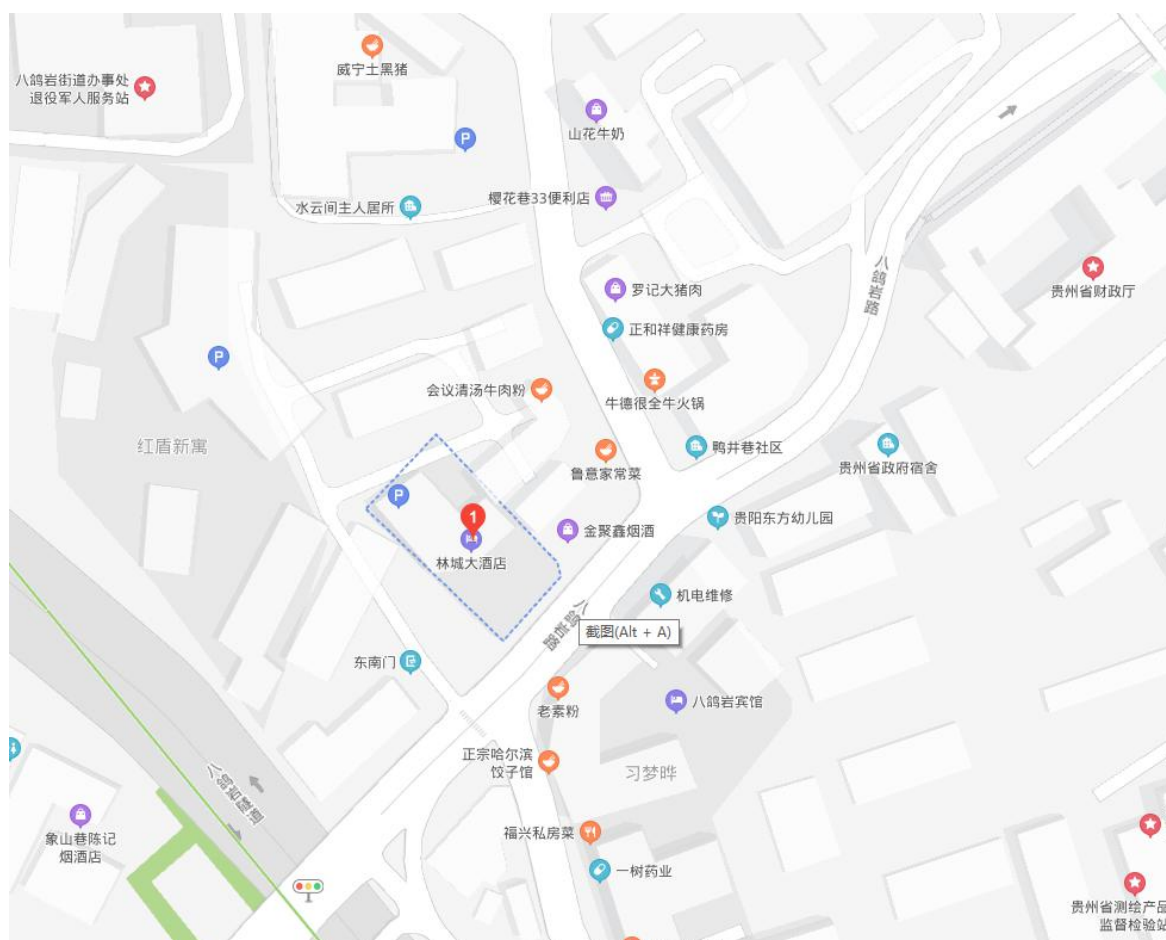 威宁土黑猪
八鸽岩街道办事处
退役军人服务站
P
山花牛奶
樱花巷33便利店
水云间主人居所
八鸽岩路
贵州省财政厅
罗记大猪肉
正和祥健康药房
P
会议清汤牛肉粉
牛德很全牛火锅
红盾新寓
鸭井巷社区
贵州省政府宿舍
鲁意家常菜
P
1
林城大酒店
金聚鑫烟酒
贵阳东方幼儿园
机电维修
八鸽岩路
截图(Alt + A)
东南门
老素粉
八鸽岩宾馆
正宗哈尔滨
饺子馆
习梦晔
八鸽岩隧道
象山巷陈记
烟酒店
福兴私房菜
一树药业
贵州省测绘产品
监督检验站